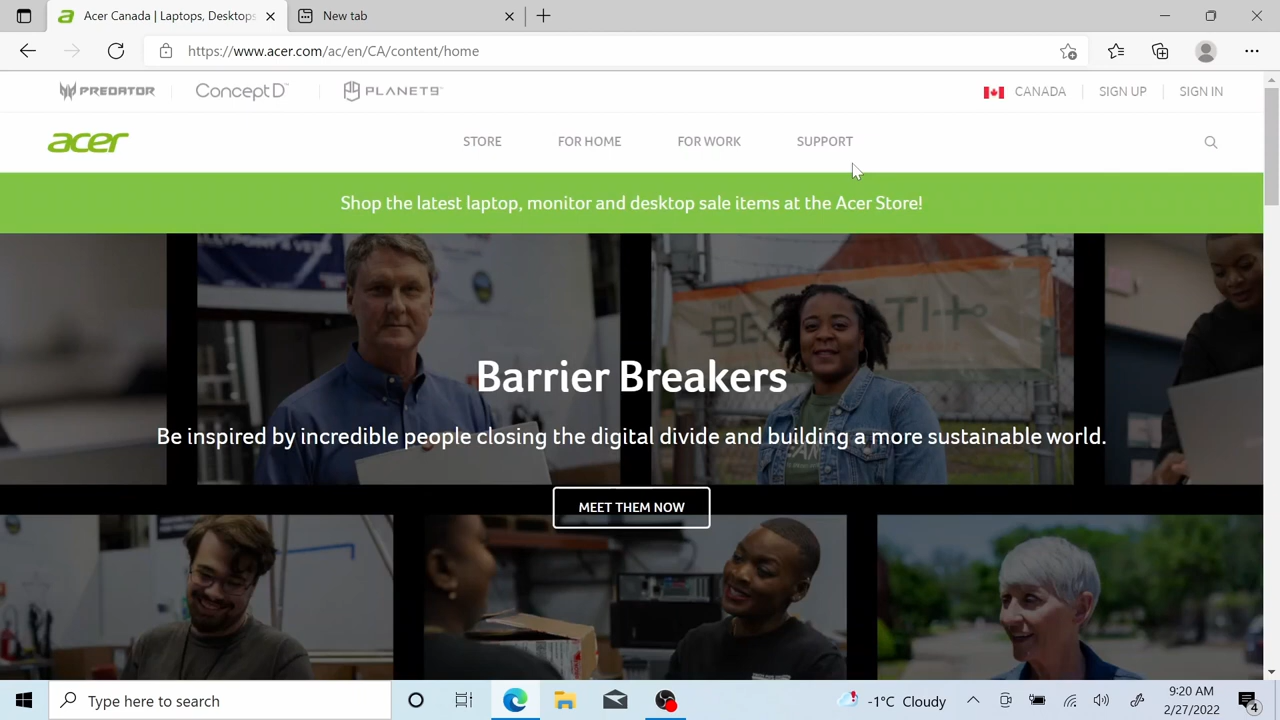 Acer Canada | Laptops, Desktops
New tab
https://www.acer.com/ac/en/CA/content/home
PREDATOR
ConceptD™
PLANET9™
CANADA
SIGN UP
SIGN IN
acer
STORE
FOR HOME
FOR WORK
SUPPORT
Shop the latest laptop, monitor and desktop sale items at the Acer Store!
Barrier Breakers
Be inspired by incredible people closing the digital divide and building a more sustainable world.
MEET THEM NOW
Type here to search
-1°C Cloudy
9:20 AM
2/27/2022
4